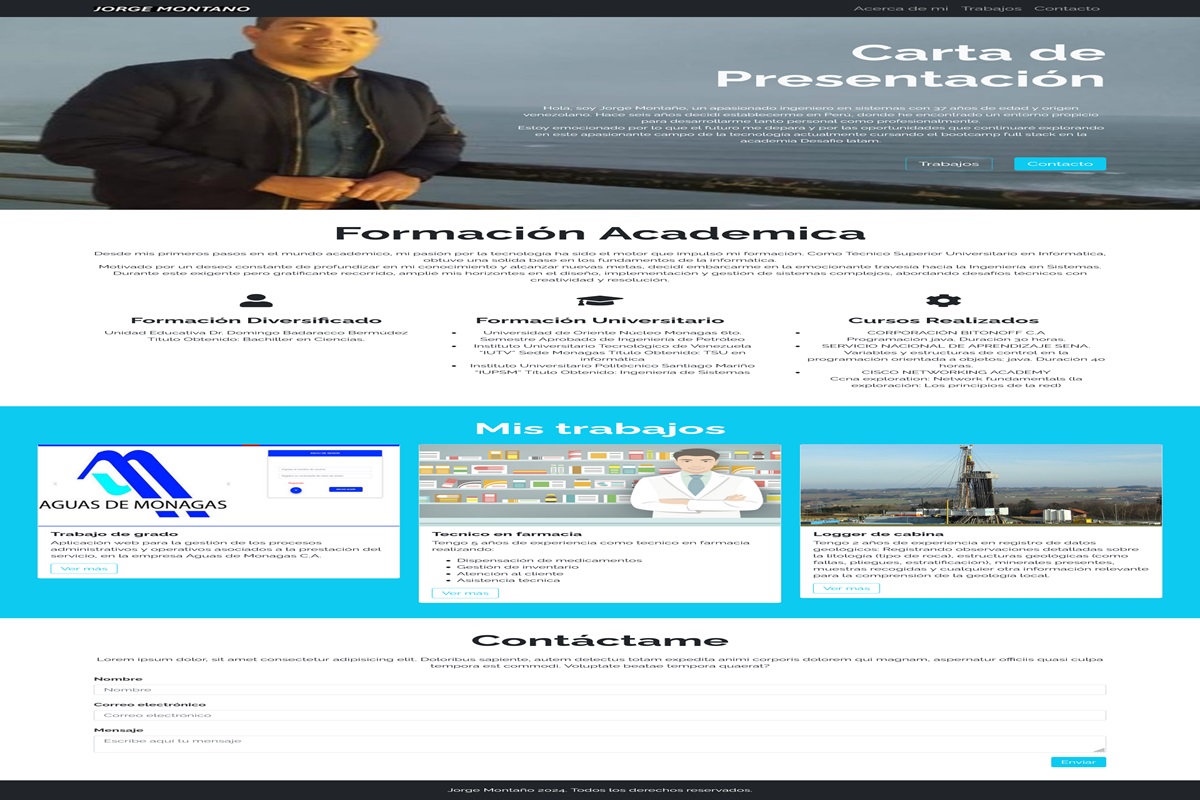 JORGE MONTANO
Acerca de mi Trabajos Contacto
Carta de
Presentación
Hola, soy Jorge Montaño, un apasionado ingeniero en sistemas con 37 años de edad y origen
venezolano. Hace seis años decidí establecerme en Perú, donde he encontrado un entorno propicio
para desarrollarme tanto personal como profesionalmente.
Estoy emocionado por lo que el futuro me depara y por las oportunidades que continuaré explorando
en este apasionante campo de la tecnología actualmente cursando el bootcamp full stack en la
academia Desafio latam.
Trabajos Contacto
Formación Academica
Desde mis primeros pasos en el mundo académico, mi pasión por la tecnología ha sido el motor que impulsó mi formación. Como Técnico Superior Universitario en Informática,
obtuve una sólida base en los fundamentos de la informática.
Motivado por un deseo constante de profundizar en mi conocimiento y alcanzar nuevas metas, decidí embarcarme en la emocionante travesía hacia la Ingeniería en Sistemas.
Durante este exigente pero gratificante recorrido, amplié mis horizontes en el diseño, implementación y gestión de sistemas complejos, abordando desafíos técnicos con
creatividad y resolución.
Formación Diversificado
Unidad Educativa Dr. Domingo Badaracco Bermudez
Título Obtenido: Bachiller en Ciencias.
Formación Universitario
Universidad de Oriente Núcleo Monagas 6to.
Semestre Aprobado de Ingeniería de Petróleo
Instituto Universitario Tecnológico de Venezuela
"IUTV" Sede Monagas Título Obtenido: TSU en
informática
Instituto Universitario Politécnico Santiago Mariño
"IUPSM" Título Obtenido: Ingeniería de Sistemas
Cursos Realizados
CORPORACIÓN BITONOFF C.A
Programación java. Duración 30 horas.
SERVICIO NACIONAL DE APRENDIZAJE SENA.
Variables y estructuras de control en la
programación orientada a objetos: java. Duración 40
horas.
CISCO NETWORKING ACADEMY
Ccna exploration: Network fundamentals (la
exploración: Los principios de la red)
Mis trabajos
AGUAS DE MONAGAS
Trabajo de grado
Aplicación web para la gestión de los procesos
administrativos y operativos asociados a la prestación del
servicio, en la empresa Aguas de Monagas C.A.
Ver más
Tecnico en farmacia
Tengo 5 años de experiencia como tecnico en farmacia
realizando:
Dispensación de medicamentos
Gestión de inventario
Atención al cliente
Asistencia técnica
Ver más
Logger de cabina
Tengo 2 años de experiencia en registro de datos
geológicos: Registrando observaciones detalladas sobre
la litología (tipo de roca), estructuras geológicas (como
fallas, pliegues, estratificación), minerales presentes,
muestras recogidas y cualquier otra información relevante
para la comprensión de la geología local.
Ver más
Contáctame
Lorem ipsum dolor, sit amet consectetur adipisicing elit. Doloribus sapiente, autem delectus totam expedita animi corporis dolorem qui magnam, aspernatur officiis quasi culpa
tempora est commodi. Voluptate beatae tempora quaerat?
Nombre
Nombre
Correo electrónico
Correo electrónico
Mensaje
Escribe aquí tu mensaje
Enviar
Jorge Montaño 2024. Todos los derechos reservados.